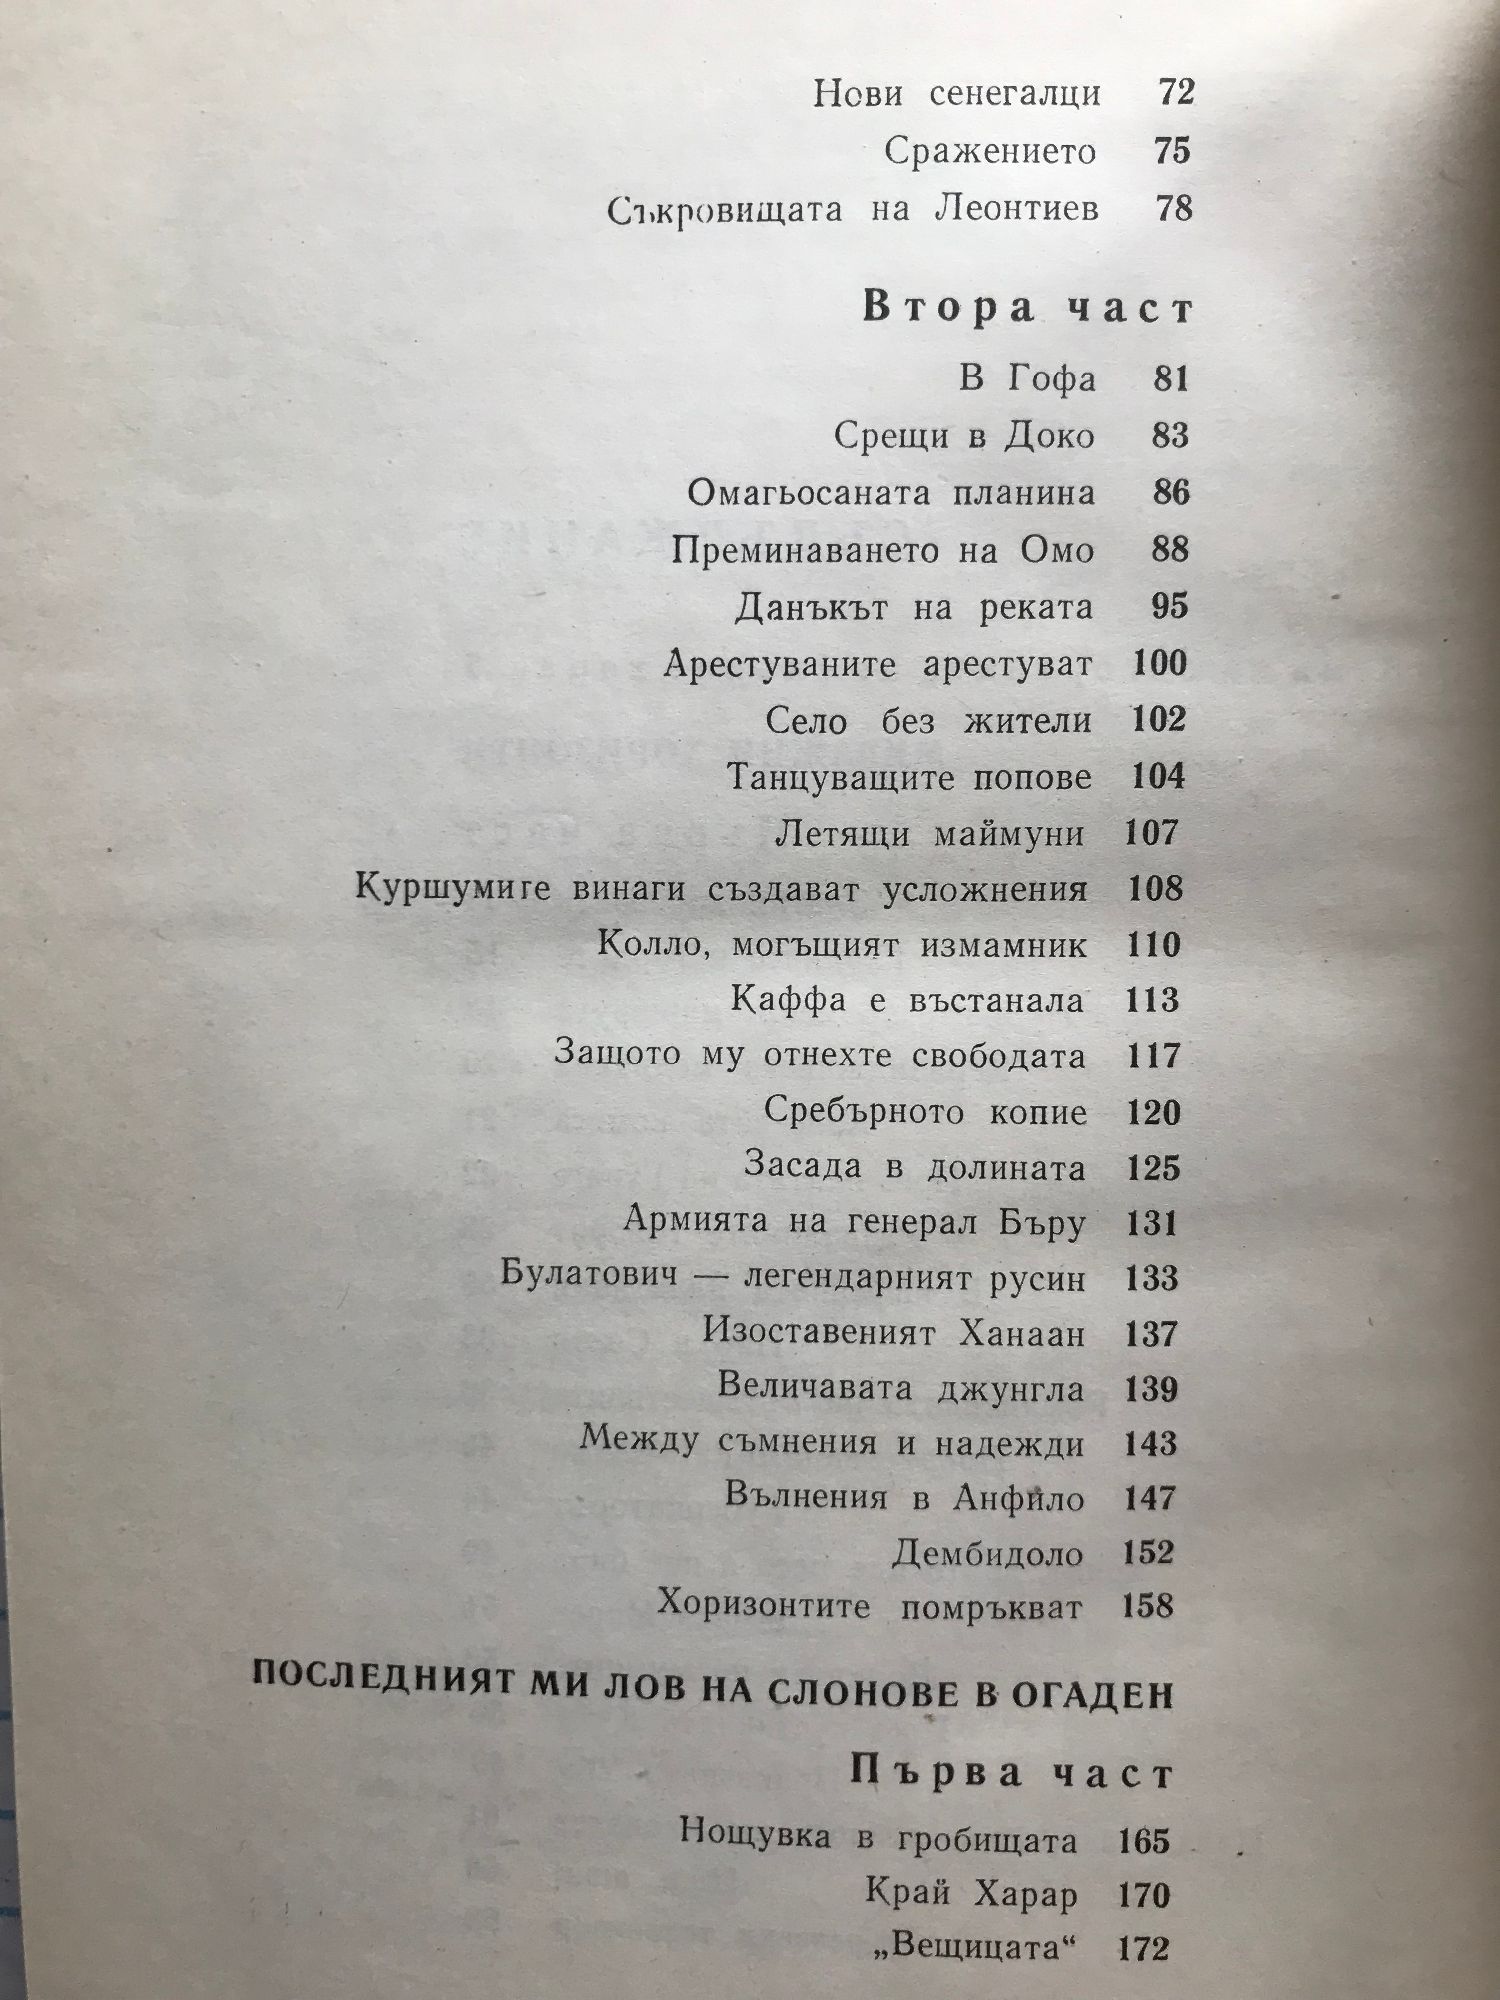 Нови сенегалци 72
Сражението 75
Съкровищата на Леонтиев 78
Втора част
В Гофа 81
Срещи в Доко 83
Омагьосаната планина 86
Преминаването на Омо 88
Данъкът на реката 95
Арестуваните арестуват 100
Село без жители 102
Танцуващите попове 104
Летящи маймуни 107
Куршумите винаги създават усложнения 108
Колло, могъщият измамник 110
Каффа е въстанала 113
Защото му отнехте свободата 117
Сребърното копие 120
Засада в долината 125
Армията на генерал Бъру 131
Булатович — легендарният русин 133
Изоставеният Ханаан 137
Величавата джунгла 139
Между съмнения и надежди 143
Вълнения в Анфило 147
Дембидоло 152
Хоризонтите помръкват 158
ПОСЛЕДНИЯТ МИ ЛОВ НА СЛОНОВЕ В ОГАДЕН
Първа част
Нощувка в гробищата 165
Край Харар 170
„Вещицата“ 172